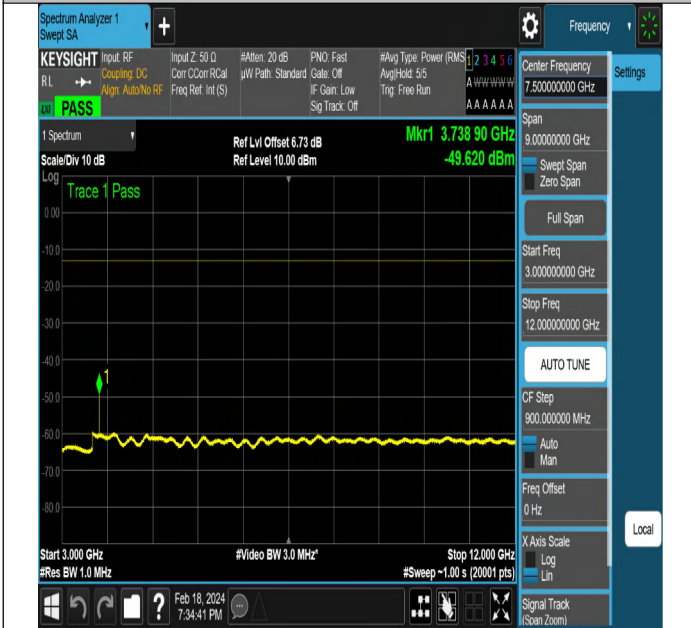 Spectrum Analyzer 1
Swept SA
Frequency
KEYSIGHT
RL
LXI
PASS
Input: RF
Coupling: DC
Align: Auto/No RF
Input Z: 50 Ω
Corr CCorr RCal
Freq Ref: Int (S)
#Atten: 20 dB
µW Path: Standard
PNO: Fast
Gate: Off
IF Gain: Low
Sig Track: Off
#Avg Type: Power (RMS
Avg|Hold: 5/5
Trig: Free Run
1 2 3 4 5 6
A W W W W W
A A A A A A
1 Spectrum
Scale/Div 10 dB
Log
Ref Lvl Offset 6.73 dB
Ref Level 10.00 dBm
Mkr1 3.738 90 GHz
-49.620 dBm
Trace 1 Pass
0.00
-10.0
-20.0
-30.0
-40.0
-50.0
-60.0
-70.0
-80.0
1
Start 3.000 GHz
#Res BW 1.0 MHz
#Video BW 3.0 MHz*
Stop 12.000 GHz
#Sweep ~1.00 s (20001 pts)
Center Frequency
7.50000000 GHz
Settings
Span
9.00000000 GHz
Swept Span
Zero Span
Full Span
Start Freq
3.000000000 GHz
Stop Freq
12.000000000 GHz
AUTO TUNE
CF Step
900.000000 MHz
Auto
Man
Freq Offset
0 Hz
X Axis Scale
Log
Lin
Local
Signal Track
(Span Zoom)
?
Feb 18, 2024
7:34:41 PM